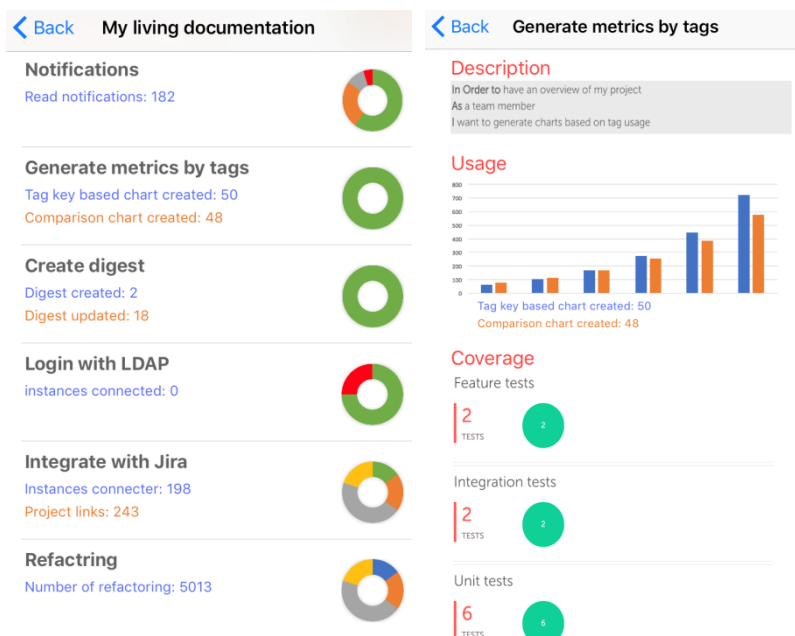 Back
My living documentation
Notifications
Read notifications: 182
Generate metrics by tags
Tag key based chart created: 50
Comparison chart created: 48
Create digest
Digest created: 2
Digest updated: 18
Login with LDAP
instances connected: 0
Integrate with Jira
Instances connecter: 198
Project links: 243
Refactring
Number of refactoring: 5013
Back
Generate metrics by tags
Description
In Order to have an overview of my project
As a team member
I want to generate charts based on tag usage
Usage
800
700
600
500
400
300
200
100
0
Tag key based chart created: 50
Comparison chart created: 48
Coverage
Feature tests
2
TESTS
2
Integration tests
2
TESTS
2
Unit tests
6
TESTS
6